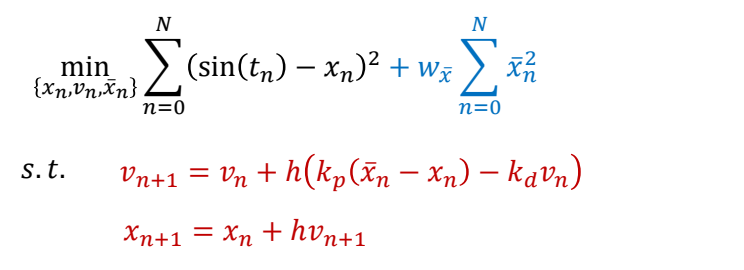 min_{\{x_n,v_n,\bar{x}_n\}} \sum_{n=0}^{N} (\sin(t_n) - x_n)^2 + w_{\bar{x}} \sum_{n=0}^{N} \bar{x}_n^2
s.t. v_{n+1} = v_n + h(k_p(\bar{x}_n - x_n) - k_d v_n)
x_{n+1} = x_n + hv_{n+1}